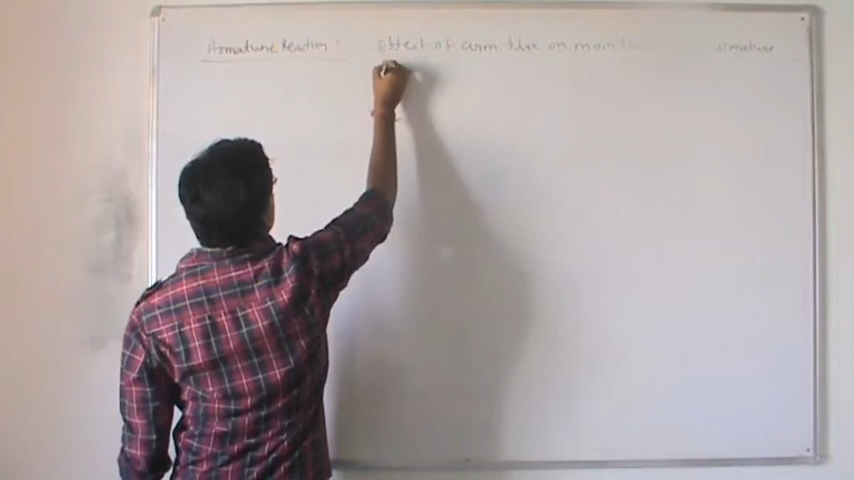 Armature Reaction : Effect of arm. flux on main armature